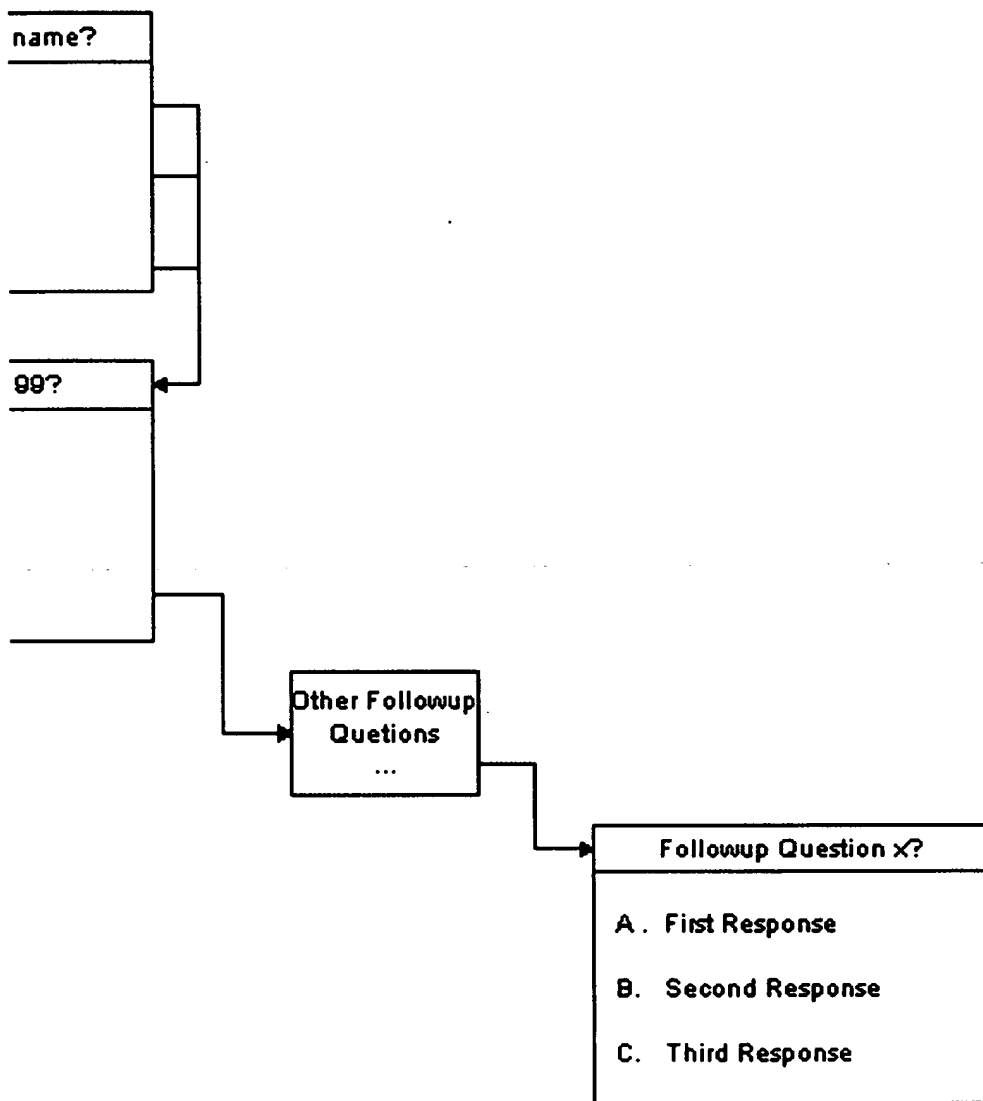 name?
99?
Other Followup
Quetions
...
Followup Question x?
A. First Response
B. Second Response
C. Third Response